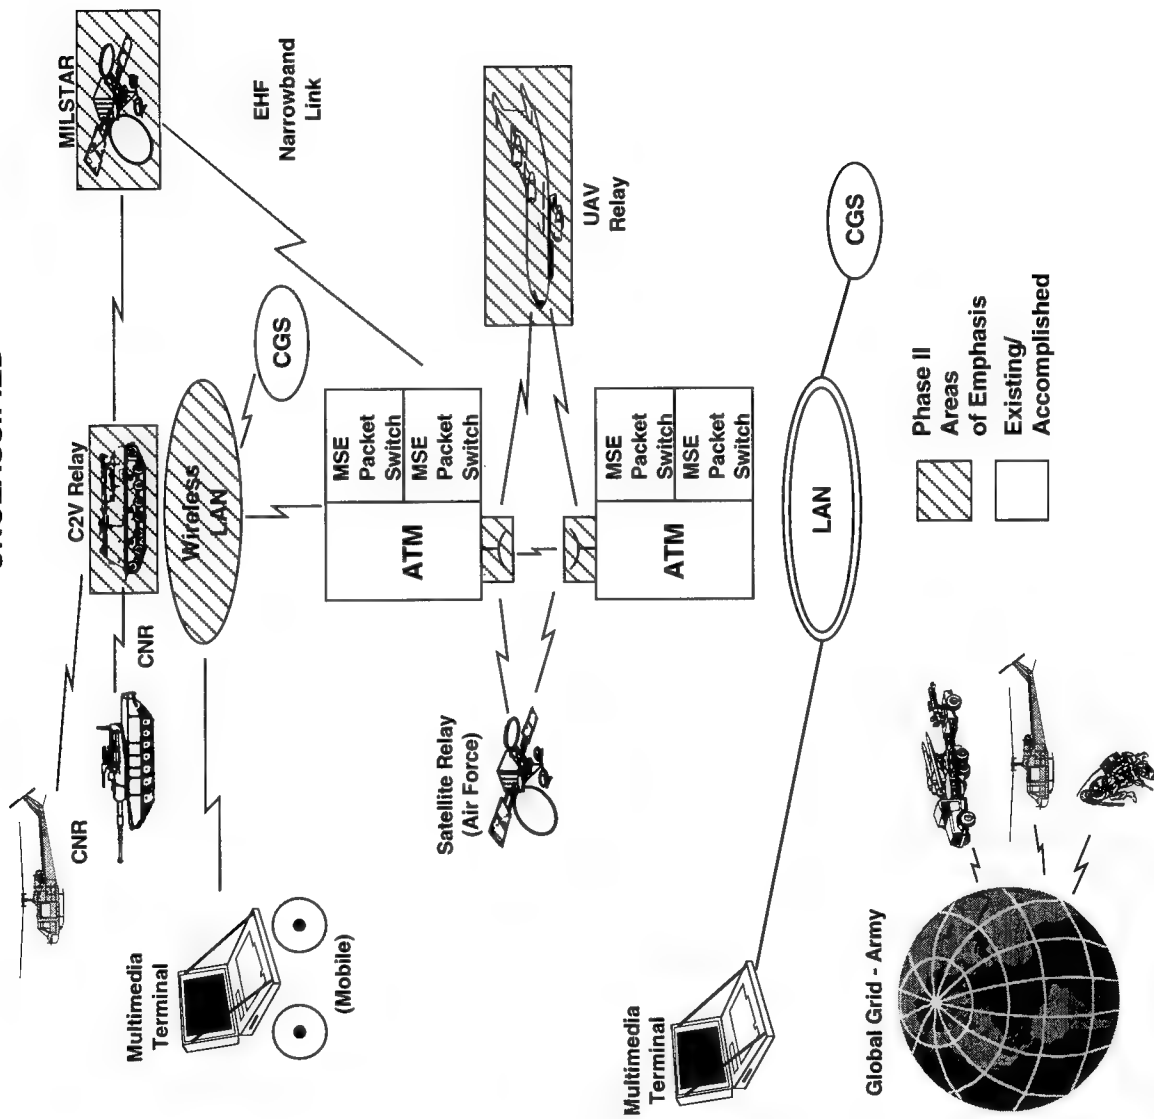 CNR
CNR
C2V Relay
MILSTAR
Multimedia
Terminal
(Mobile)
Wireless
LAN
CGS
EHF
Narrowband
Link
ATM
MSE
Packet
Switch
MSE
Packet
Switch
Satellite Relay
(Air Force)
UAV
Relay
ATM
MSE
Packet
Switch
MSE
Packet
Switch
Multimedia
Terminal
LAN
CGS
Global Grid - Army
Phase II
Areas
of Emphasis
Existing/
Accomplished